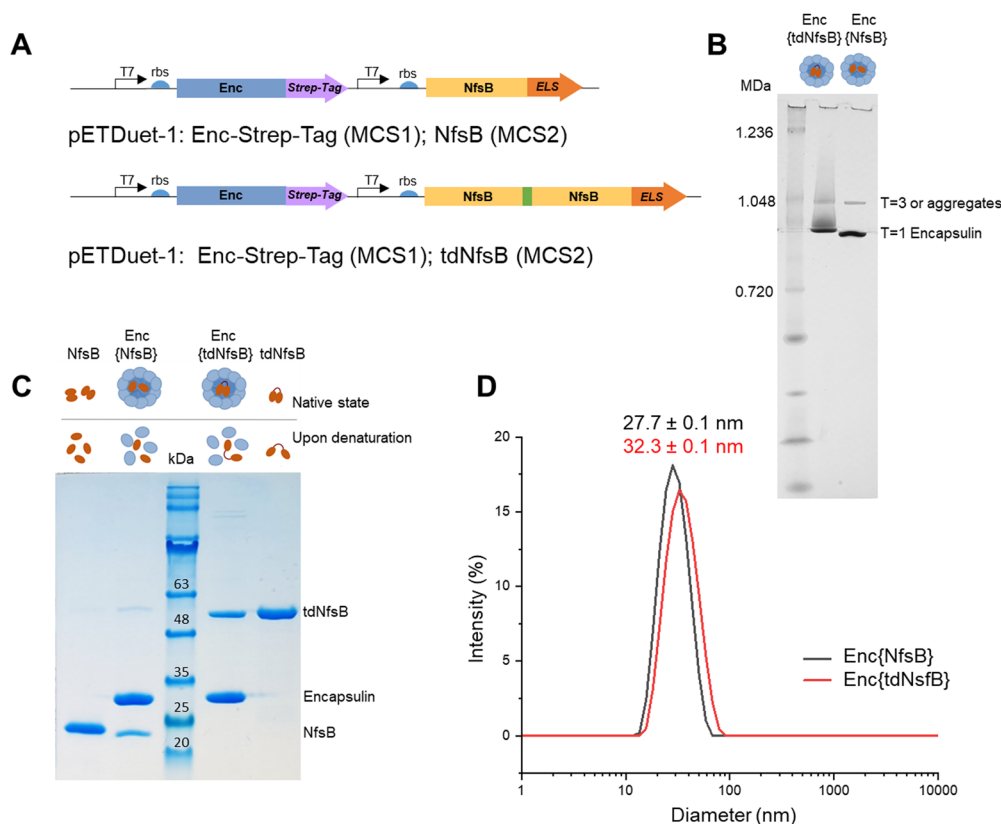 A
T7
rbs
Enc
Strep-Tag
T7
rbs
NfsB
ELS
pETDuet-1: Enc-Strep-Tag (MCS1); NfsB (MCS2)
T7
rbs
Enc
Strep-Tag
T7
rbs
NfsB
NfsB
ELS
pETDuet-1: Enc-Strep-Tag (MCS1); tdNfsB (MCS2)
B
Enc
{tdNfsB}
Enc
{NfsB}
MDa
1.236
1.048
0.720
T=3 or aggregates
T=1 Encapsulin
C
NfsB
Enc
{NfsB}
Enc
{tdNfsB}
tdNfsB
Native state
Upon denaturation
kDa
63
48
35
25
20
tdNfsB
Encapsulin
NfsB
D
27.7 ± 0.1 nm
32.3 ± 0.1 nm
Intensity (%)
20
15
10
5
0
Enc{NfsB}
Enc{tdNsfB}
1
10
100
1000
10000
Diameter (nm)